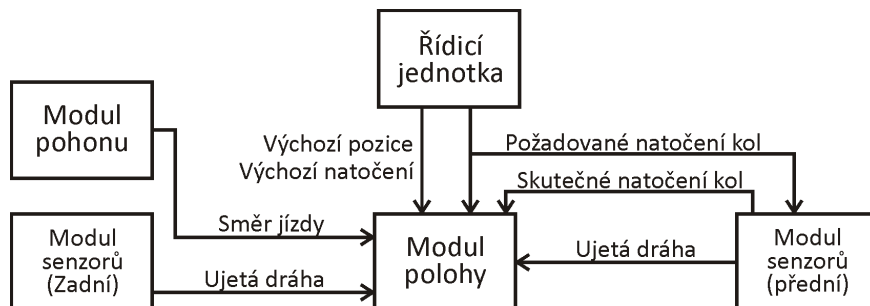 Řídicí
jednotka
Modul
pohonu
Výchozí pozice
Výchozí natočení
Požadované natočení kol
Skutečné natočení kol
Směr jízdy
Modul
senzorů
(Zadní)
Ujetá dráha
Modul
polohy
Ujetá dráha
Modul
senzorů
(přední)